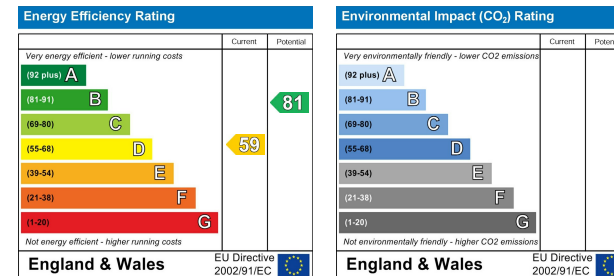 Energy Efficiency Rating
Current Potential
Very energy efficient - lower running costs
(92 plus) A
(81-91) B
81
(69-80) C
(55-68) D
59
(39-54) E
(21-38) F
(1-20) G
Not energy efficient - higher running costs
England & Wales
EU Directive
2002/91/EC
Environmental Impact (CO₂) Rating
Current Poten
Very environmentally friendly - lower CO2 emissions
(92 plus) A
(81-91) B
(69-80) C
(55-68) D
(39-54) E
(21-38) F
(1-20) G
Not environmentally friendly - higher CO2 emissions
England & Wales
EU Directive
2002/91/EC